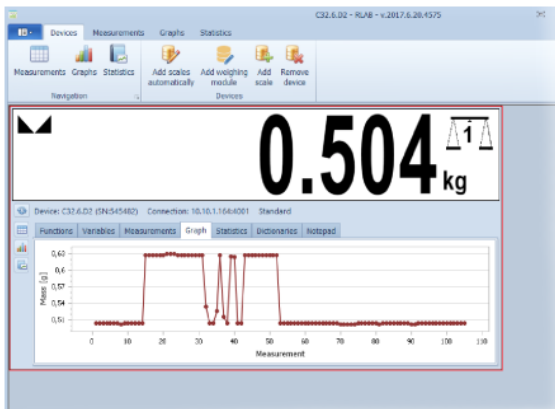 C32.6.D2 - RLAB - v.2017.6.28.4575
Devices Measurements Graphs Statistics
Measurements Graphs Statistics Add scales automatically Add weighing module Add scale Remove device
Navigation Devices
0.504 kg
1
Device: C32.6.D2 (SN:545482) Connection: 10.10.1.164:4001 Standard
Functions Variables Measurements Graph Statistics Dictionaries Notepad
Mass [g]
0,63
0,6
0,57
0,54
0,51
0 10 20 30 40 50 60 70 80 90 100 110
Measurement